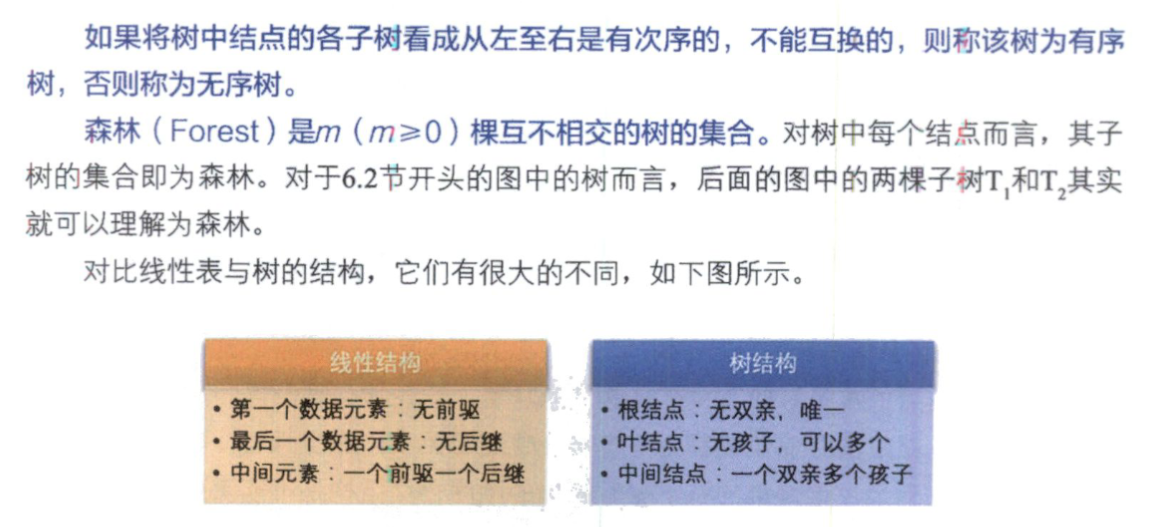 如果将树中结点的各子树看成从左至右是有次序的，不能互换的，则称该树为有序
树，否则称为无序树。
森林（Forest）是m（m≥0）棵互不相交的树的集合。对树中每个结点而言，其子
树的集合即为森林。对于6.2节开头的图中的树而言，后面的图中的两棵子树T₁和T₂其实
就可以理解为森林。
对比线性表与树的结构，它们有很大的不同，如下图所示。
线性结构
• 第一个数据元素：无前驱
• 最后一个数据元素：无后继
• 中间元素：一个前驱一个后继
树结构
• 根结点：无双亲，唯一
• 叶结点：无孩子，可以多个
• 中间结点：一个双亲多个孩子